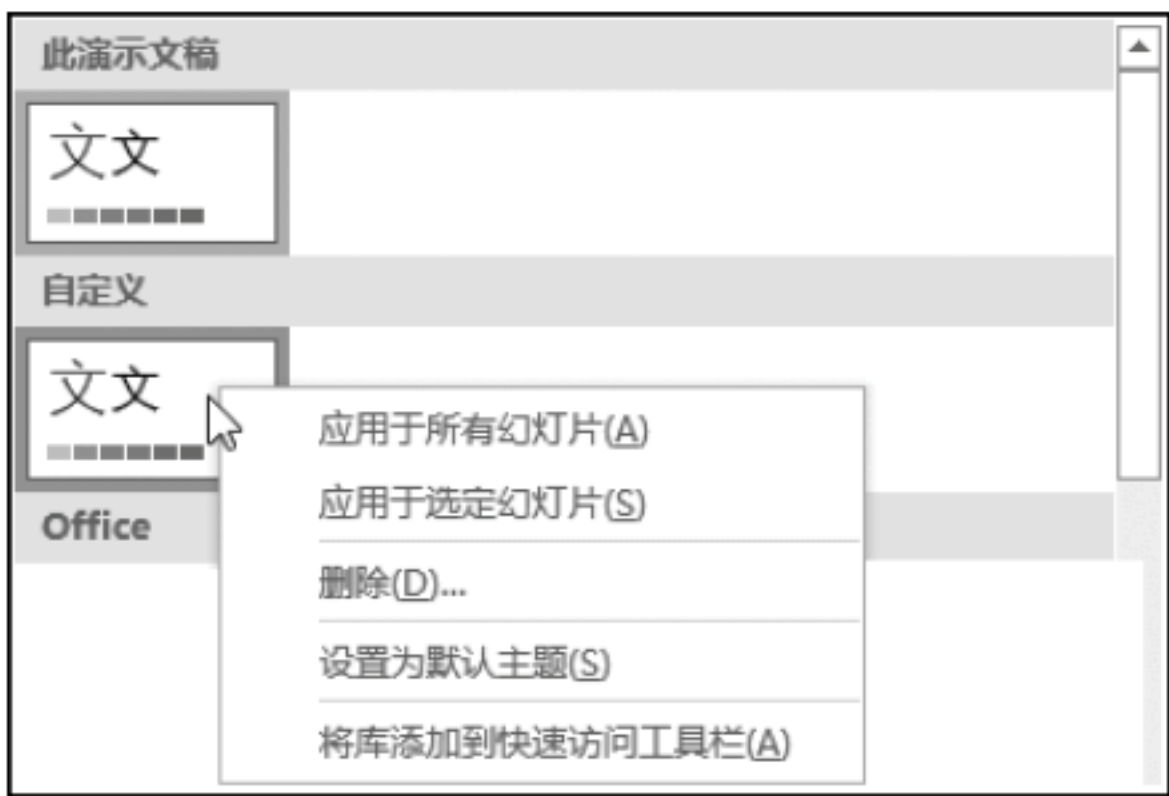 此演示文稿
文文
自定义
文文
应用于所有幻灯片(A)
应用于选定幻灯片(S)
Office
删除(D)...
设置为默认主题(S)
将库添加到快速访问工具栏(A)